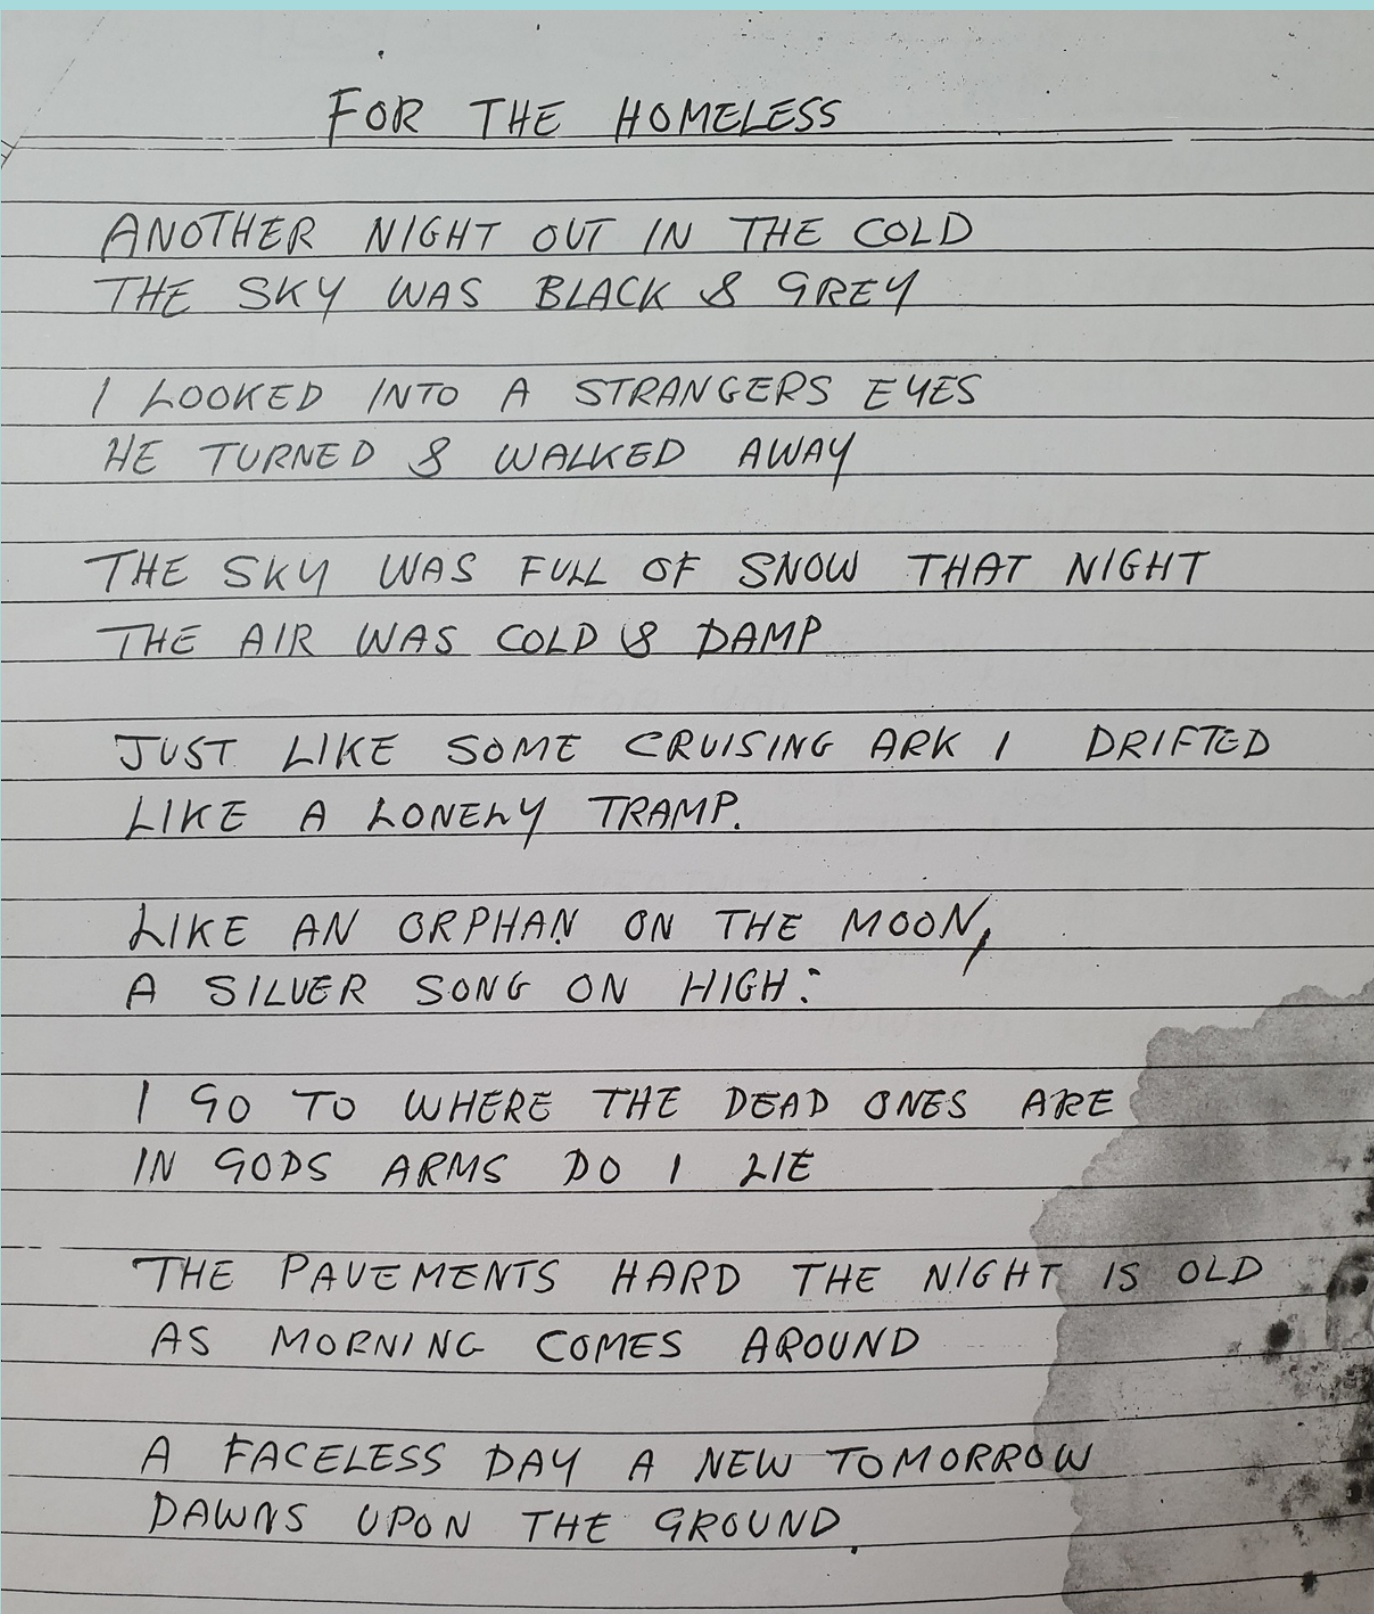 FOR THE HOMELESS
ANOTHER NIGHT OUT IN THE COLD
THE SKY WAS BLACK & GREY
I LOOKED INTO A STRANGERS EYES
HE TURNED & WALKED AWAY
THE SKY WAS FULL OF SNOW THAT NIGHT
THE AIR WAS COLD & DAMP
JUST LIKE SOME CRUISING ARK I DRIFTED
LIKE A LONELY TRAMP.
LIKE AN ORPHAN ON THE MOON,
A SILVER SONG ON HIGH:
I GO TO WHERE THE DEAD ONES ARE
IN GODS ARMS DO I LIE
THE PAVEMENTS HARD THE NIGHT IS OLD
AS MORNING COMES AROUND
A FACELESS DAY A NEW TOMORROW
DAWNS UPON THE GROUND.